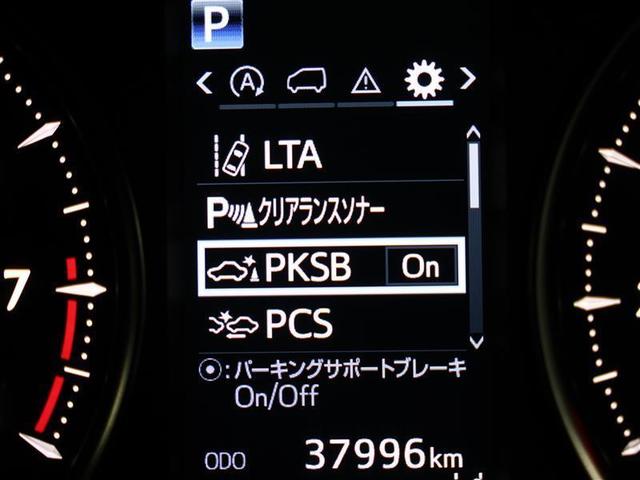 P
A
LTA
Pクリアランスソナー
PKSB On
PCS
:パーキングサポートブレーキ
On/Off
ODO 37996km
7